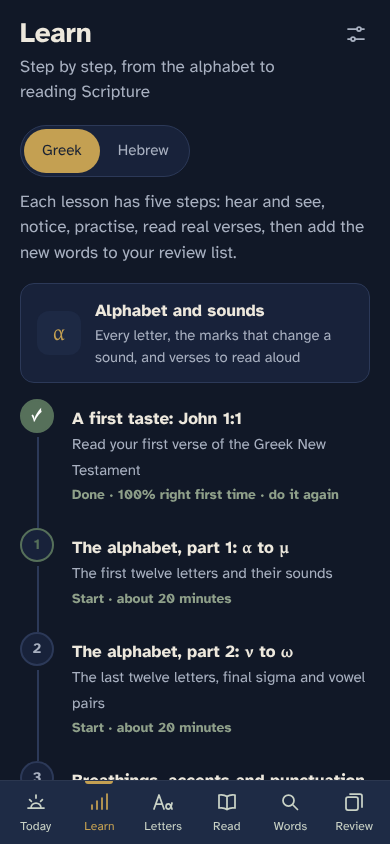 Learn
Step by step, from the alphabet to
reading Scripture
Greek
Hebrew
Each lesson has five steps: hear and see,
notice, practise, read real verses, then add the
new words to your review list.
α
Alphabet and sounds
Every letter, the marks that change a
sound, and verses to read aloud
A first taste: John 1:1
Read your first verse of the Greek New
Testament
Done · 100% right first time · do it again
1
The alphabet, part 1: α to μ
The first twelve letters and their sounds
Start · about 20 minutes
2
The alphabet, part 2: ν to ω
The last twelve letters, final sigma and vowel
pairs
Start · about 20 minutes
3
Breathings, accents and punctuation
Today
Aα
Learn
Letters
Read
Words
Review